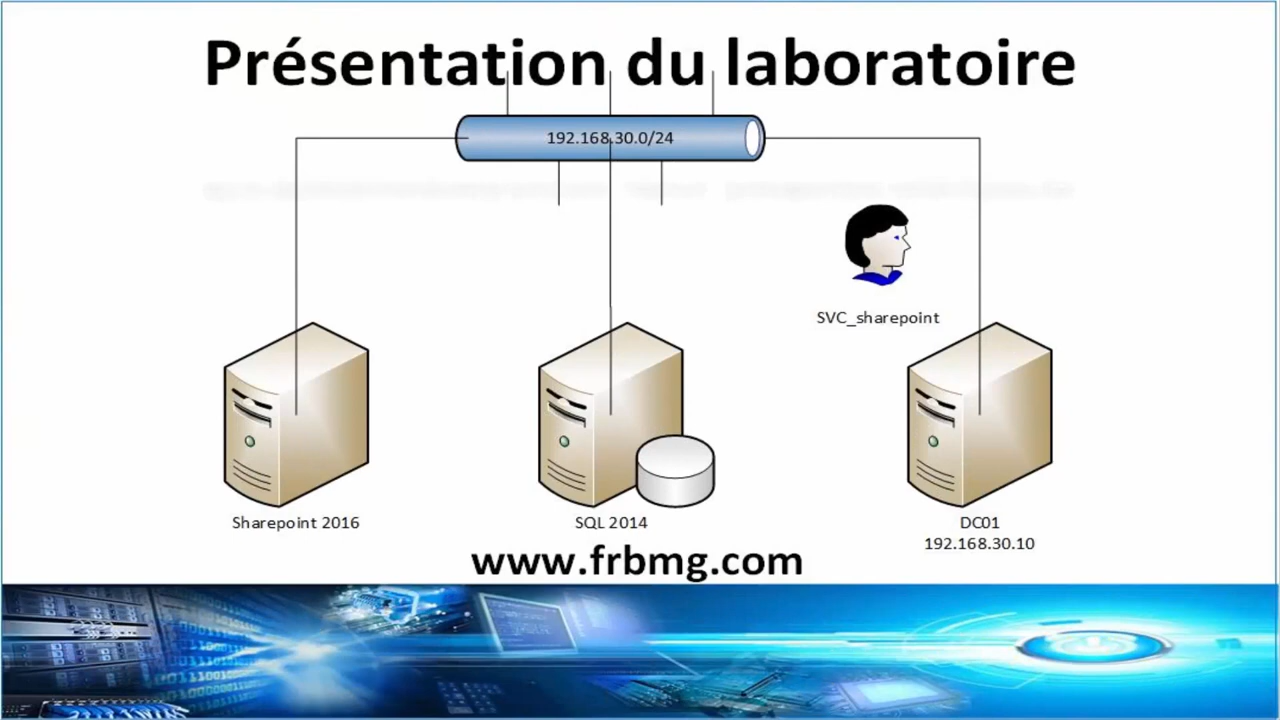 Présentation du laboratoire
192.168.30.0/24
SVC_sharepoint
Sharepoint 2016
SQL 2014
DC01
192.168.30.10
www.frbmg.com